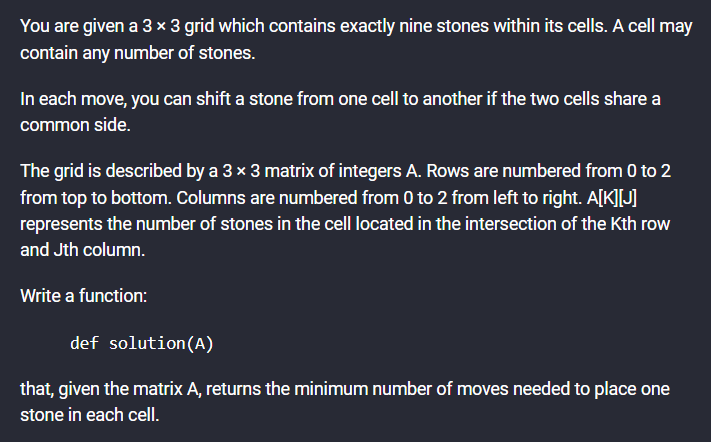 You are given a 3 × 3 grid which contains exactly nine stones within its cells. A cell may
contain any number of stones.
In each move, you can shift a stone from one cell to another if the two cells share a
common side.
The grid is described by a 3 × 3 matrix of integers A. Rows are numbered from 0 to 2
from top to bottom. Columns are numbered from 0 to 2 from left to right. A[K][J]
represents the number of stones in the cell located in the intersection of the Kth row
and Jth column.
Write a function:
def solution(A)
that, given the matrix A, returns the minimum number of moves needed to place one
stone in each cell.